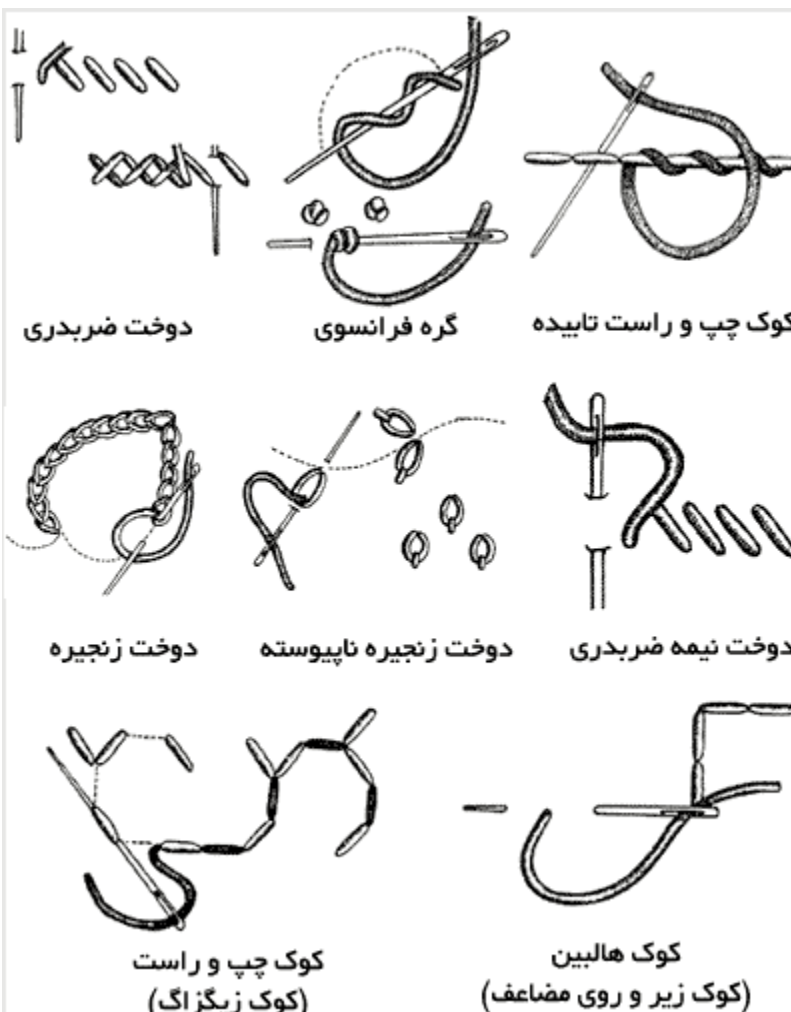 کوک چپ و راست تابیده
گره فرانسوی
دوخت ضربدری
دوخت نیمه ضربدری
دوخت زنجیره ناپیوسته
دوخت زنجیره
کوک هالبین
(کوک زیر و روی مضاعف)
کوک چپ و راست
(کوک زیگزاگ)